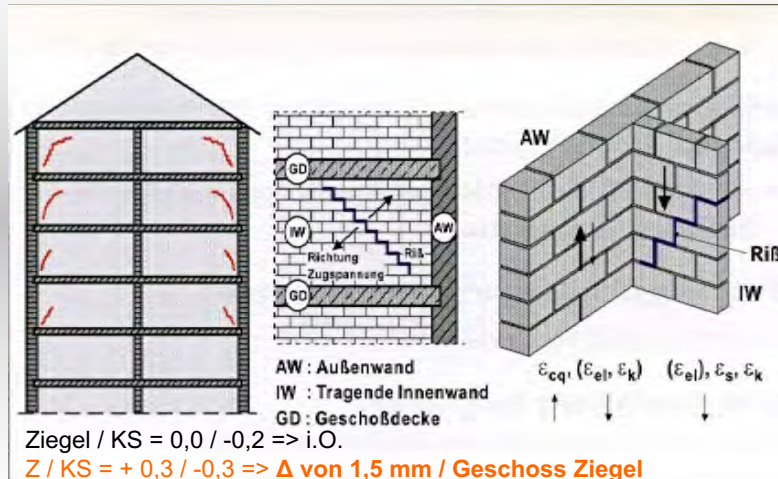 GD
IW
Richtung
Zugspannung
Riß
AW
GD
AW
Riß
IW
AW : Außenwand
IW : Tragende Innenwand
GD : Geschoßdecke
εcq, (εel, εk) (εel), εs, εk
Ziegel / KS = 0,0 / -0,2 => i.O.
Z / KS = + 0,3 / -0,3 => Δ von 1,5 mm / Geschoss Ziegel